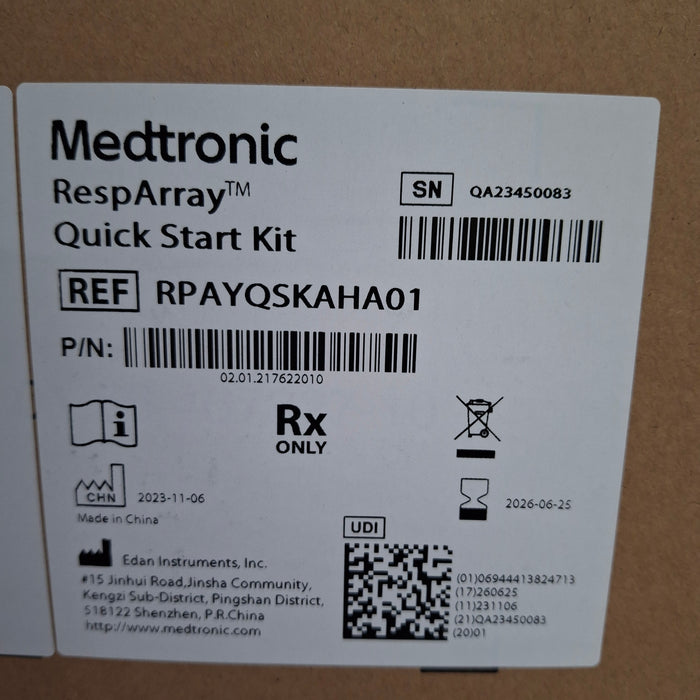 Medtronic
RespArray™
Quick Start Kit
SN QA23450083
REF RPAYQSKAHA01
P/N:
02.01.217622010
i
Rx
ONLY
CHN 2023-11-06
Made in China
2026-06-25
UDI
Edan Instruments, Inc.
#15 Jinhui Road,Jinsha Community,
Kengzi Sub-District, Pingshan District,
518122 Shenzhen, P.R.China
http://www.medtronic.com
(01)06944413824713
(17)260625
(11)231106
(21)QA23450083
(20)01